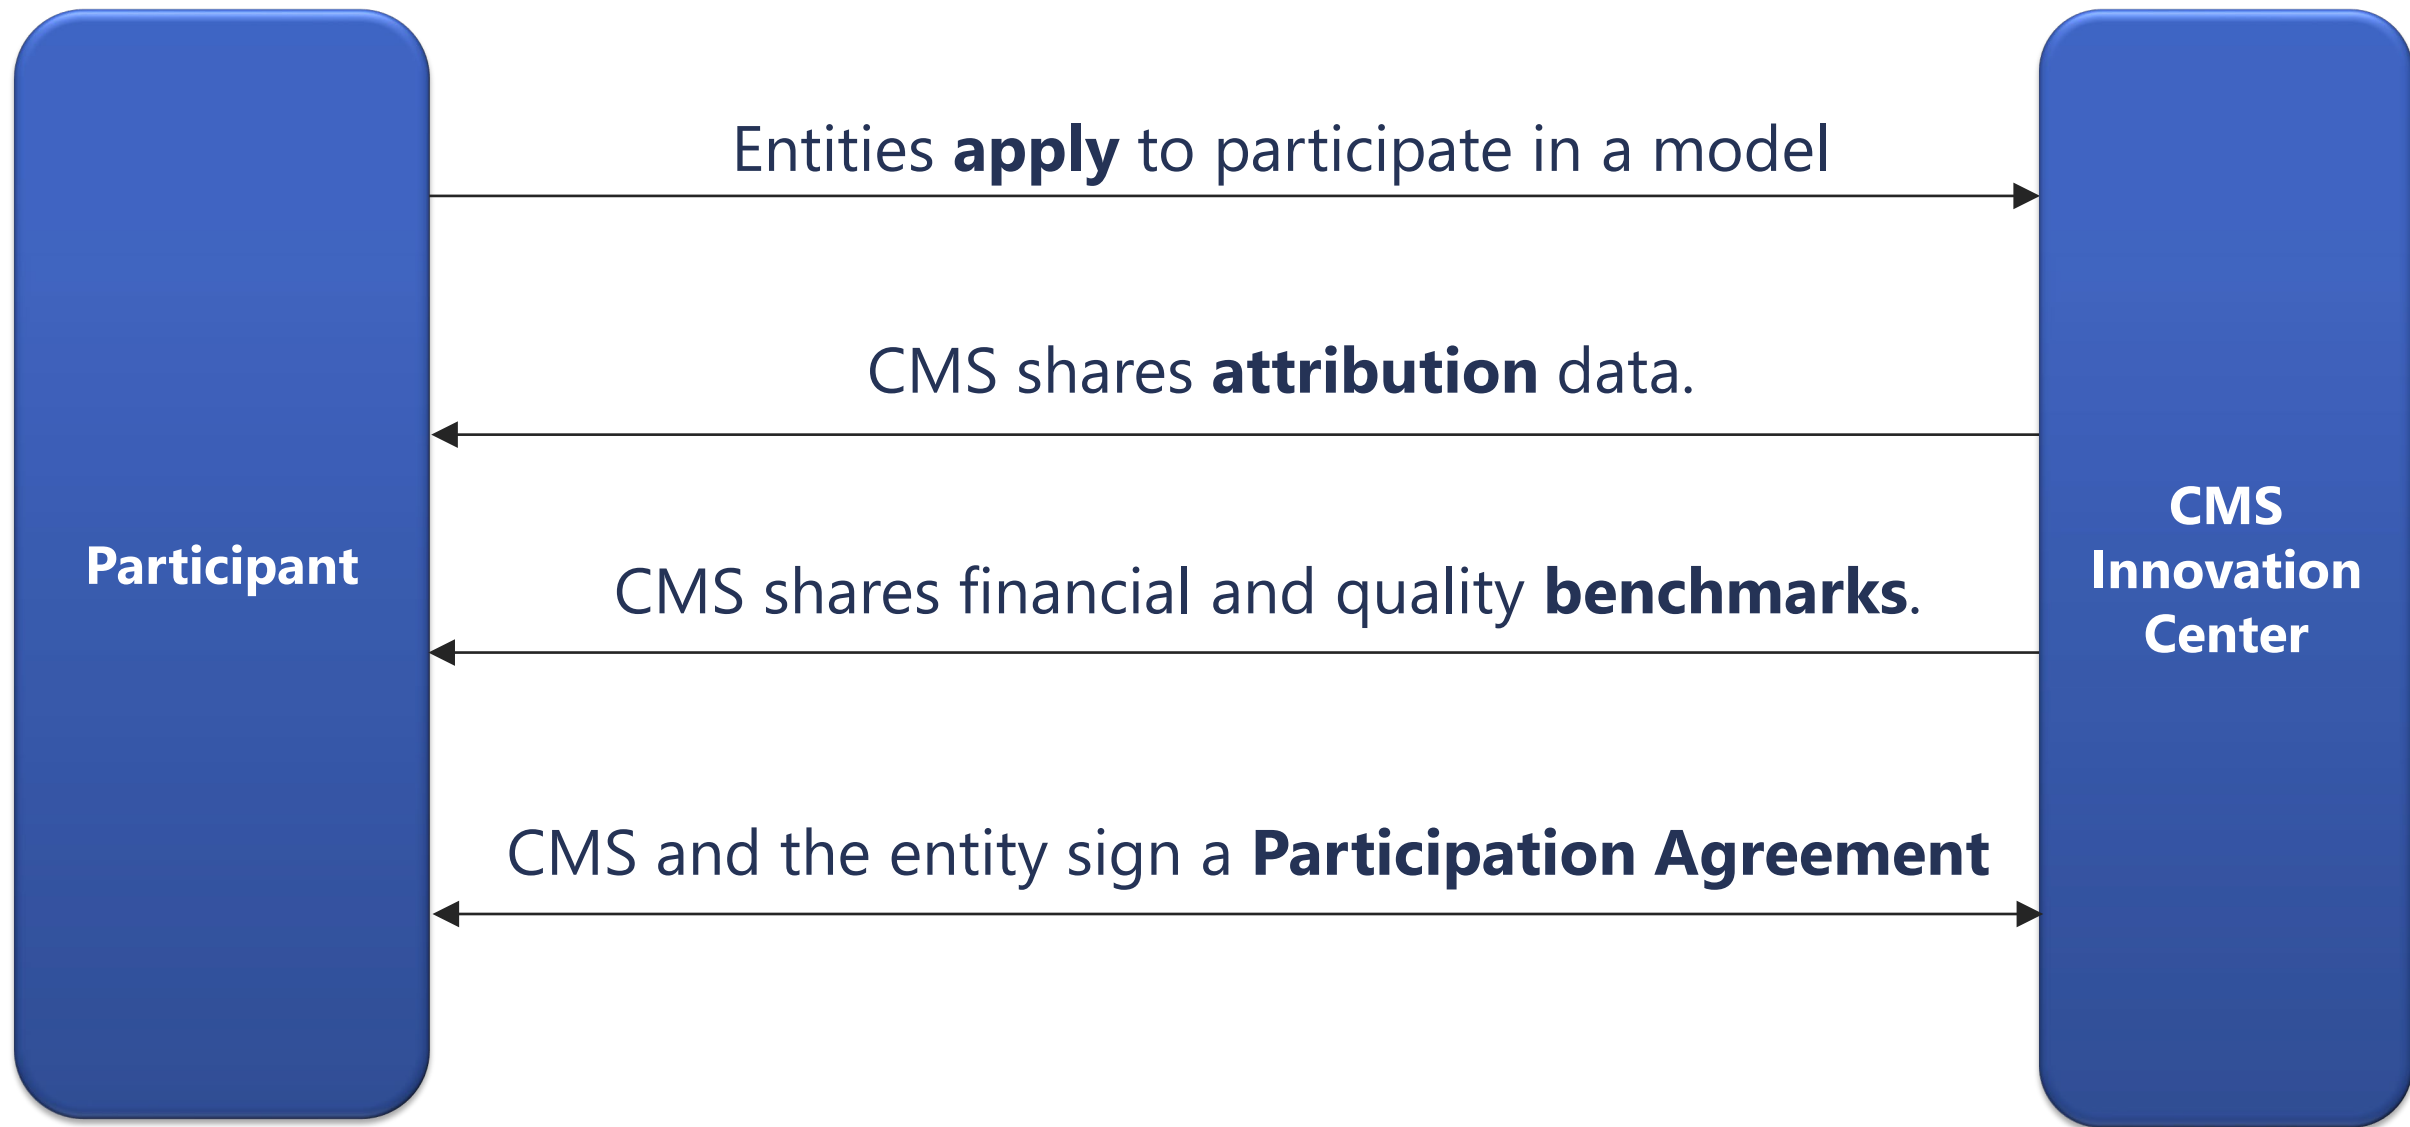 Entities apply to participate in a model
CMS shares attribution data.
Participant
CMS shares financial and quality benchmarks.
CMS and the entity sign a Participation Agreement
CMS
Innovation
Center